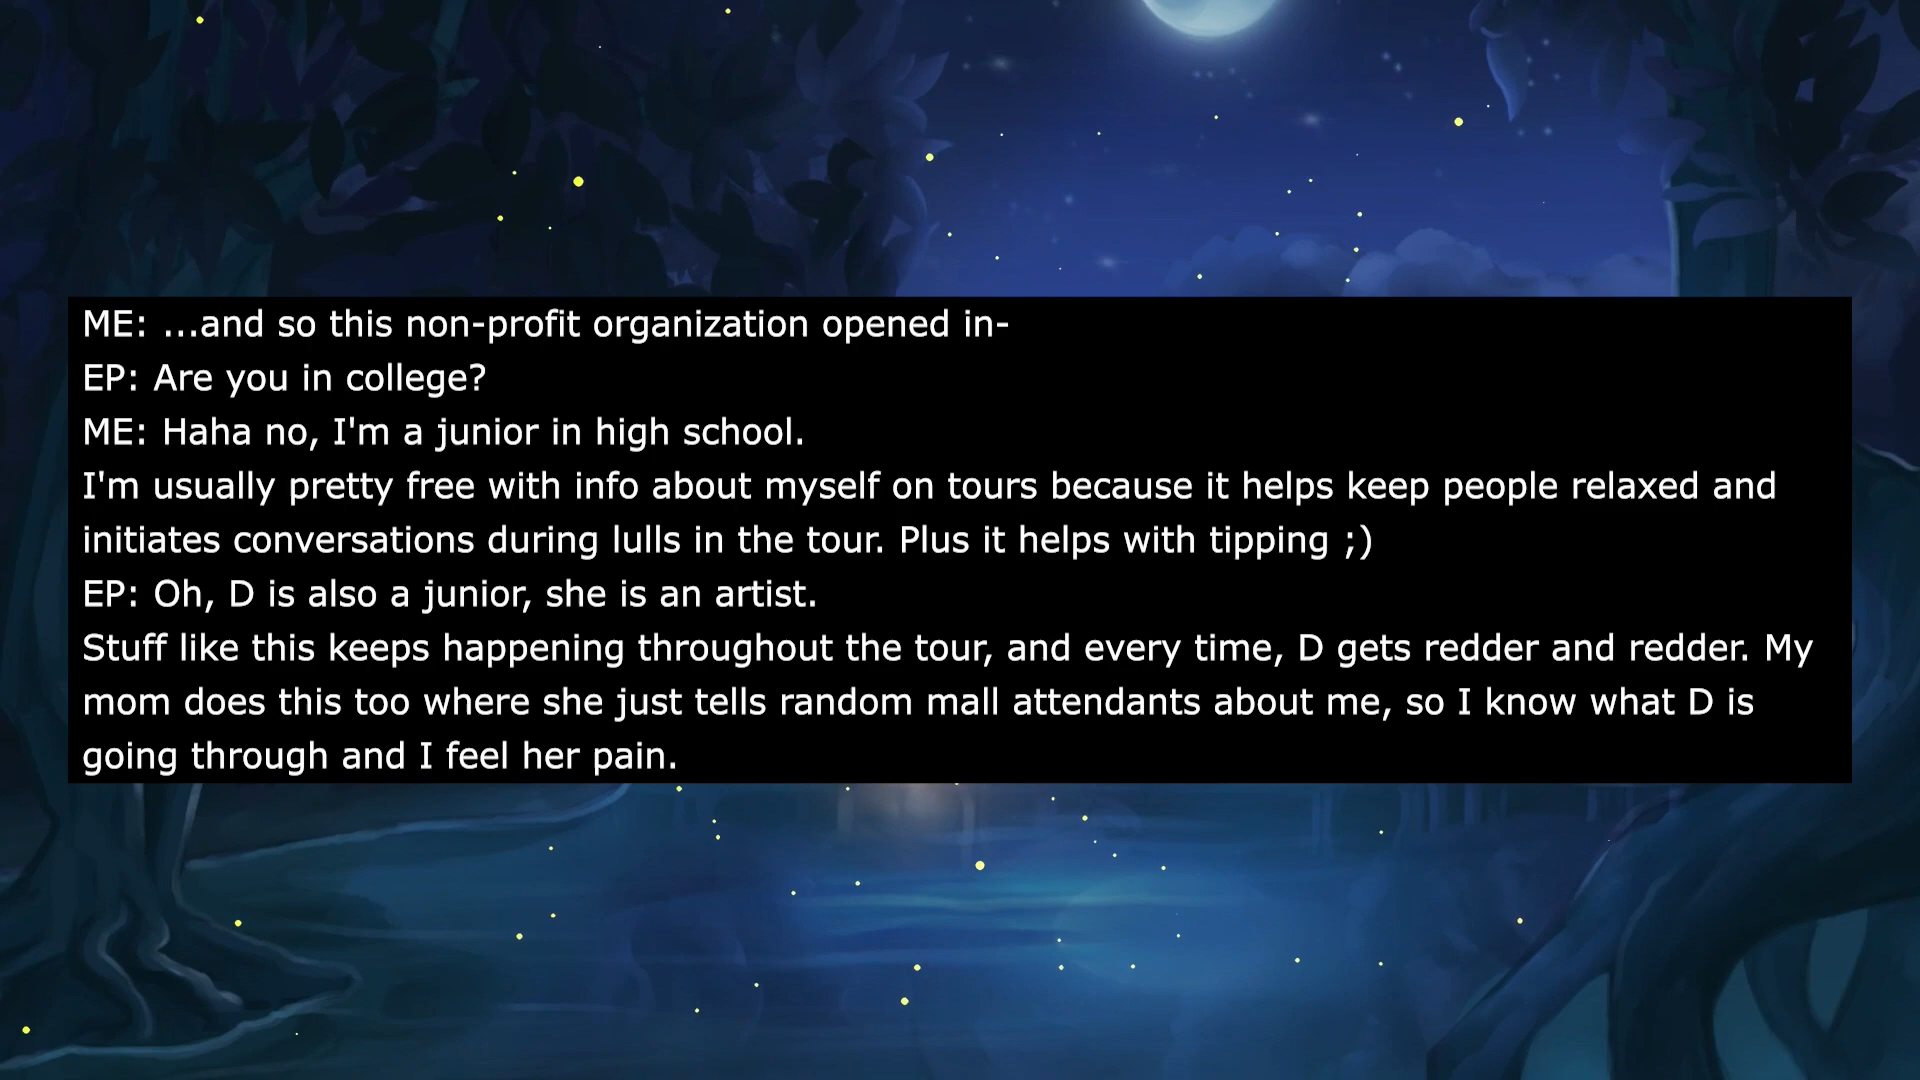 ME: ...and so this non-profit organization opened in-
EP: Are you in college?
ME: Haha no, I'm a junior in high school.
I'm usually pretty free with info about myself on tours because it helps keep people relaxed and
initiates conversations during lulls in the tour. Plus it helps with tipping ;)
EP: Oh, D is also a junior, she is an artist.
Stuff like this keeps happening throughout the tour, and every time, D gets redder and redder. My
mom does this too where she just tells random mall attendants about me, so I know what D is
going through and I feel her pain.